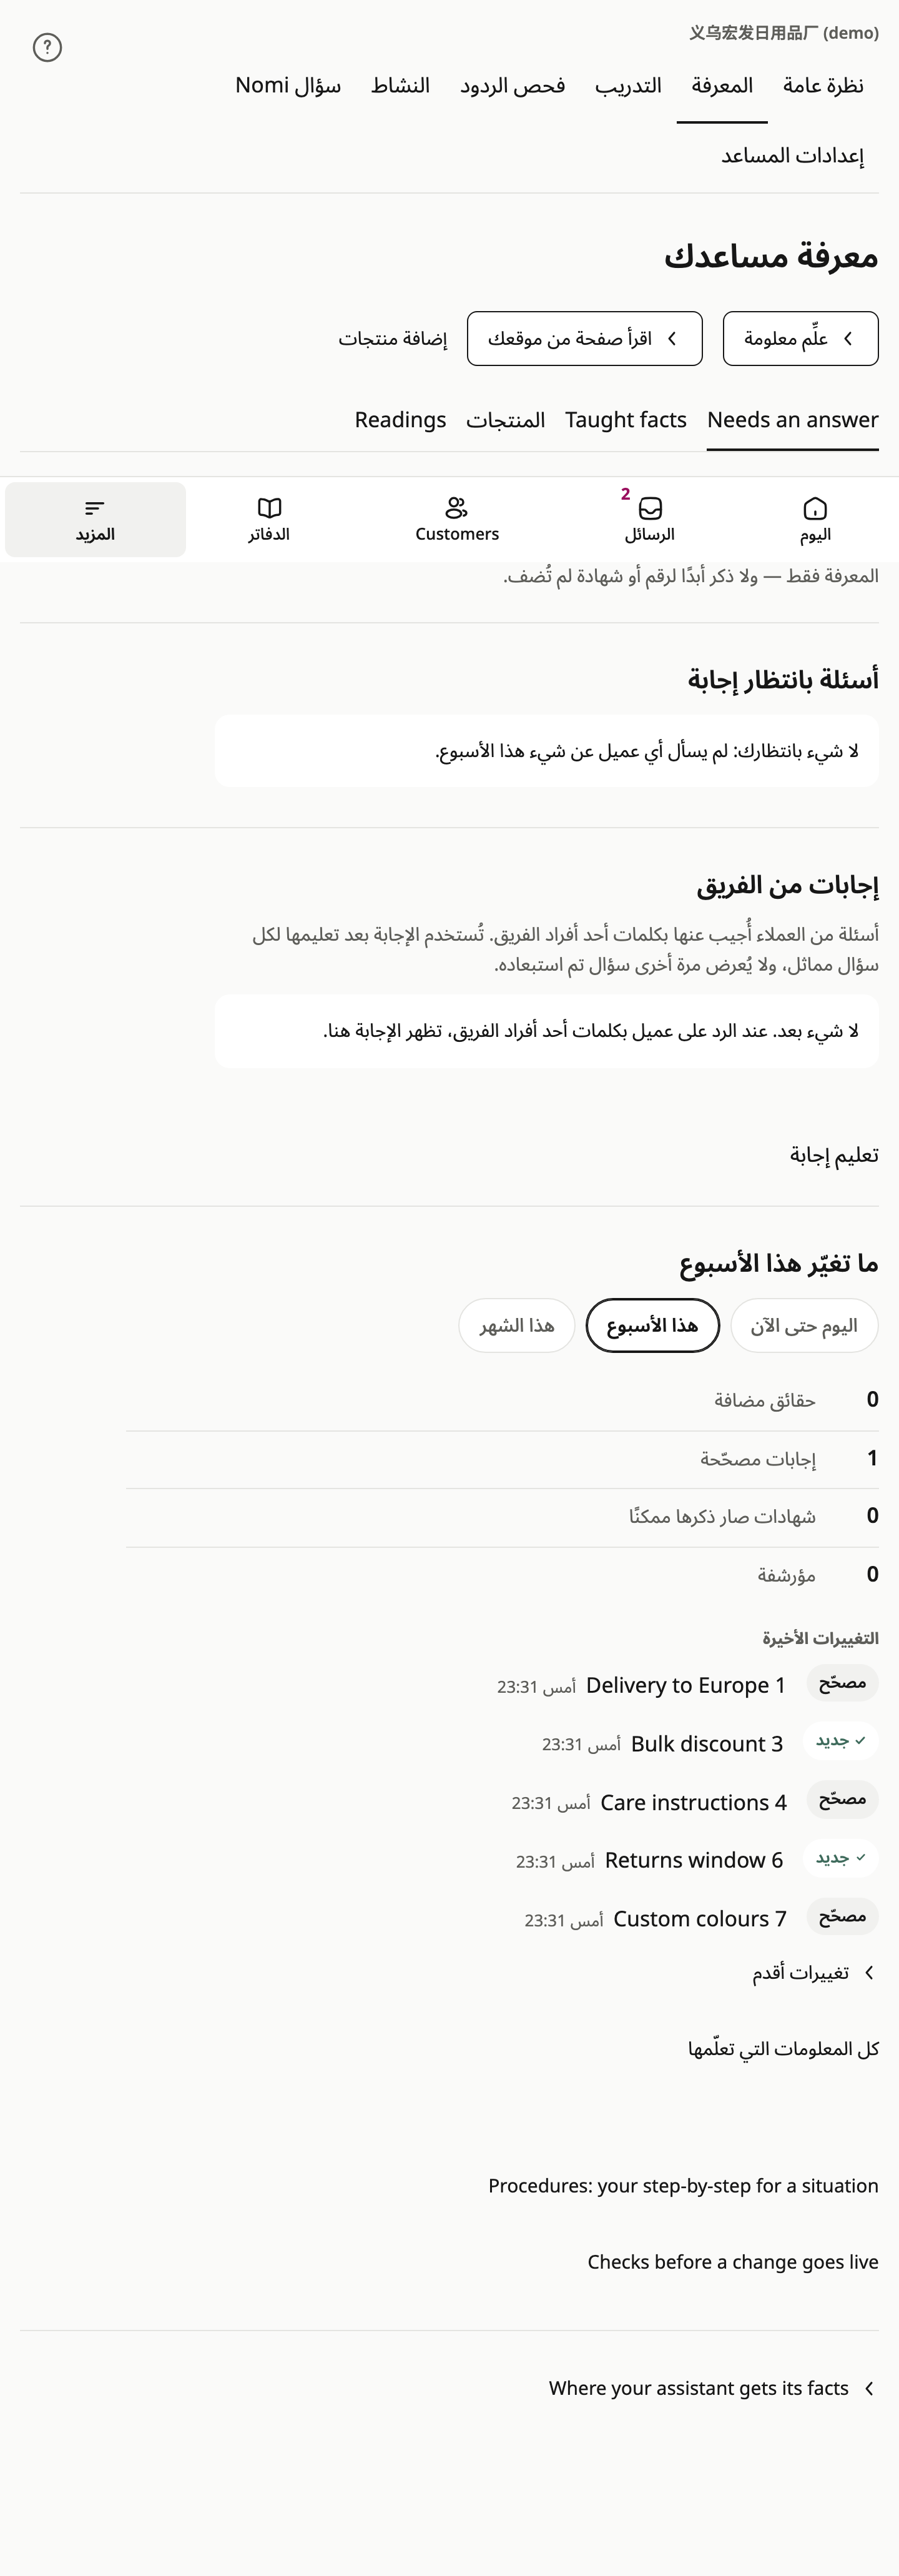 义乌宏发日用品厂 (demo)
نظرة عامة
المعرفة
التدريب
فحص الردود
النشاط
سؤال Nomi
إعدادات المساعد
معرفة مساعدك
علِّم معلومة
اقرأ صفحة من موقعك
إضافة منتجات
Needs an answer
Taught facts
المنتجات
Readings
اليوم
2
الرسائل
Customers
الدفاتر
المزيد
المعرفة فقط — ولا ذكر أبدًا لرقم أو شهادة لم تُضف.
أسئلة بانتظار إجابة
لا شيء بانتظارك: لم يسأل أي عميل عن شيء هذا الأسبوع.
إجابات من الفريق
أسئلة من العملاء أُجيب عنها بكلمات أحد أفراد الفريق. تُستخدم الإجابة بعد تعليمها لكل
سؤال مماثل، ولا يُعرض مرة أخرى سؤال تم استبعاده.
لا شيء بعد. عند الرد على عميل بكلمات أحد أفراد الفريق، تظهر الإجابة هنا.
تعليم إجابة
ما تغيّر هذا الأسبوع
اليوم حتى الآن
هذا الأسبوع
هذا الشهر
0 حقائق مضافة
1 إجابات مصحّحة
0 شهادات صار ذكرها ممكنًا
0 مؤرشفة
التغييرات الأخيرة
مصحّح Delivery to Europe 1 أمس 23:31
جديد Bulk discount 3 أمس 23:31
مصحّح Care instructions 4 أمس 23:31
جديد Returns window 6 أمس 23:31
مصحّح Custom colours 7 أمس 23:31
تغييرات أقدم
كل المعلومات التي تعلّمها
Procedures: your step-by-step for a situation
Checks before a change goes live
Where your assistant gets its facts